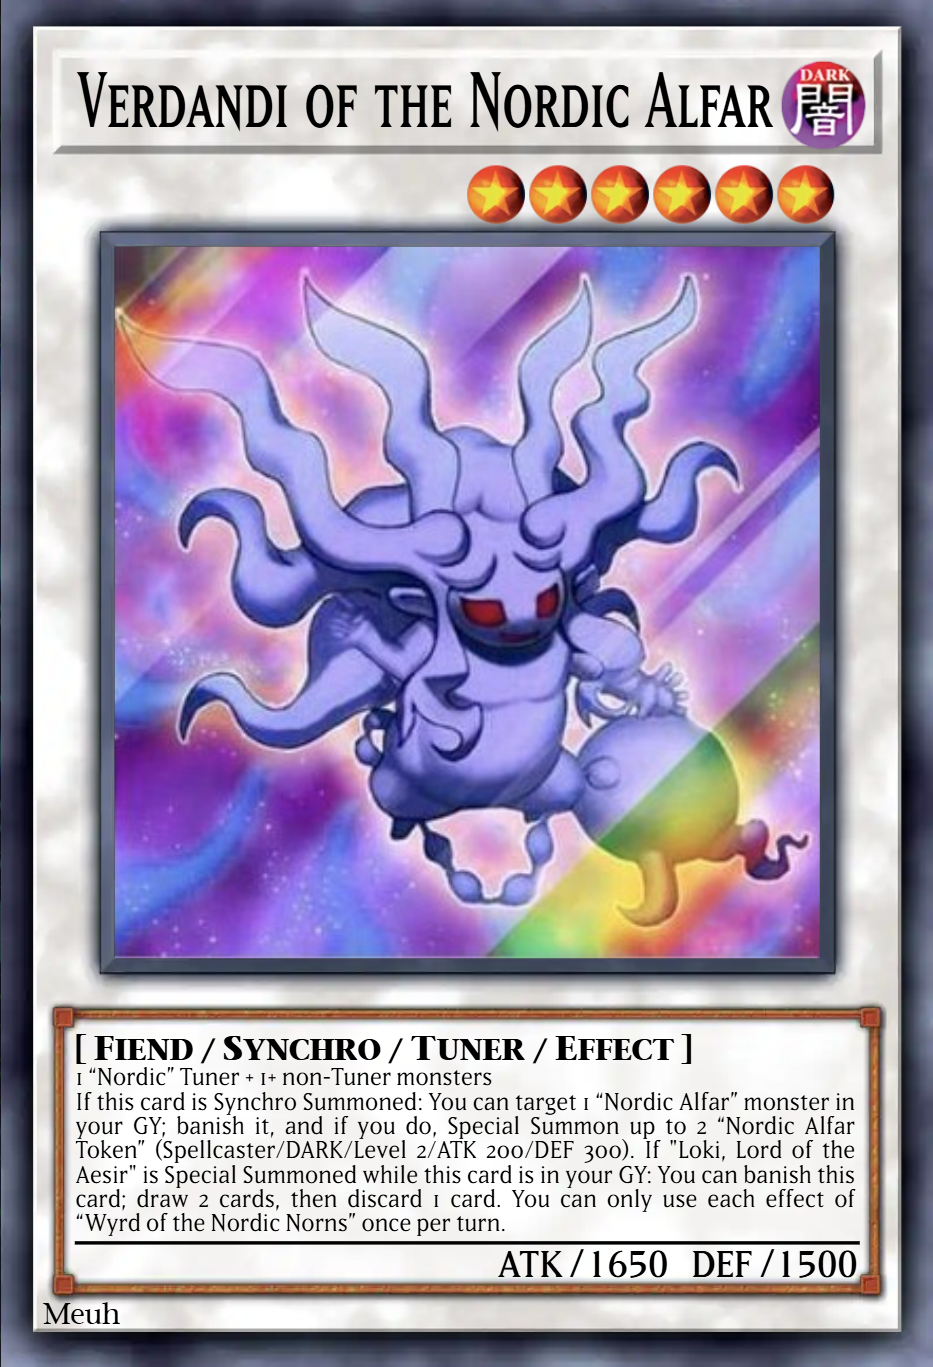 Verdandi of the Nordic Alfar
DARK
闇
[ Fiend / Synchro / Tuner / Effect ]
1 “Nordic” Tuner + 1+ non-Tuner monsters
If this card is Synchro Summoned: You can target 1 “Nordic Alfar” monster in
your GY; banish it, and if you do, Special Summon up to 2 “Nordic Alfar
Token” (Spellcaster/DARK/Level 2/ATK 200/DEF 300). If "Loki, Lord of the
Aesir" is Special Summoned while this card is in your GY: You can banish this
card; draw 2 cards, then discard 1 card. You can only use each effect of
“Wyrd of the Nordic Norns” once per turn.
ATK/1650 DEF/1500
Meuh